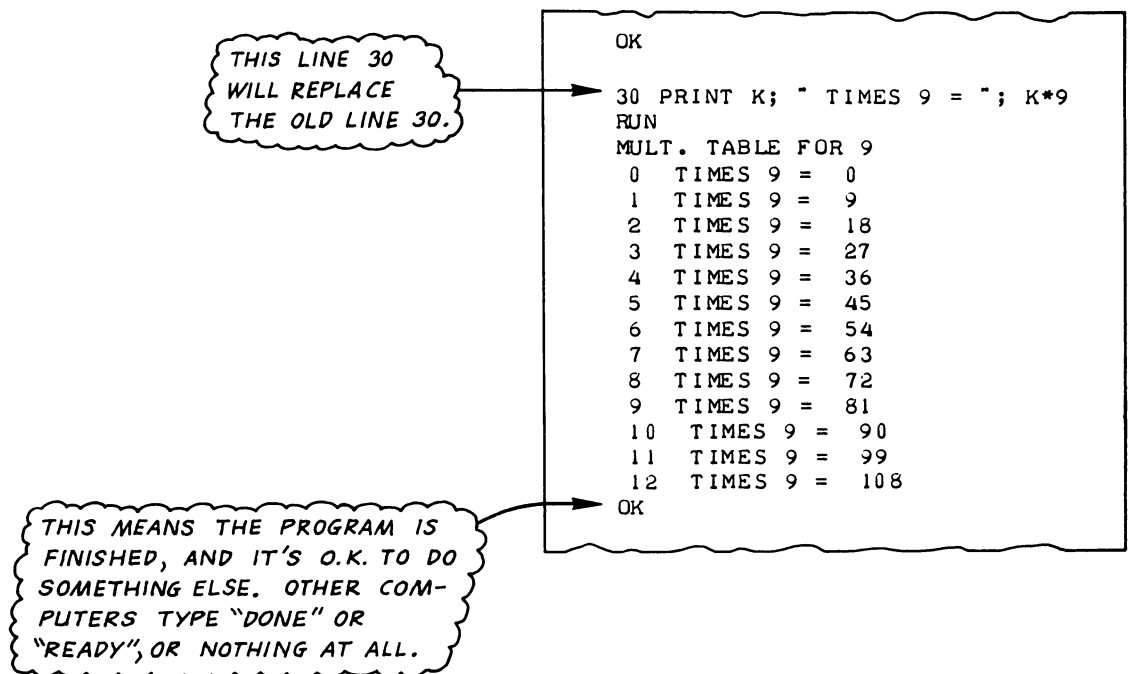 THIS LINE 30
WILL REPLACE
THE OLD LINE 30.
OK
30 PRINT K; " TIMES 9 = "; K*9
RUN
MULT. TABLE FOR 9
0 TIMES 9 = 0
1 TIMES 9 = 9
2 TIMES 9 = 18
3 TIMES 9 = 27
4 TIMES 9 = 36
5 TIMES 9 = 45
6 TIMES 9 = 54
7 TIMES 9 = 63
8 TIMES 9 = 72
9 TIMES 9 = 81
10 TIMES 9 = 90
11 TIMES 9 = 99
12 TIMES 9 = 108
OK
THIS MEANS THE PROGRAM IS
FINISHED, AND IT'S O.K. TO DO
SOMETHING ELSE. OTHER COM-
PUTERS TYPE "DONE" OR
"READY", OR NOTHING AT ALL.